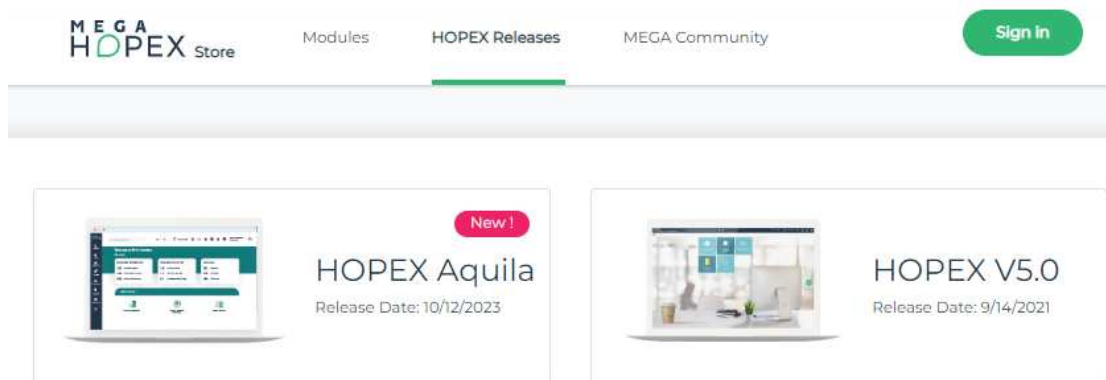 MEGA
HOPEX Store
Modules
HOPEX Releases
MEGA Community
Sign in
New !
HOPEX Aquila
Release Date: 10/12/2023
HOPEX V5.0
Release Date: 9/14/2021